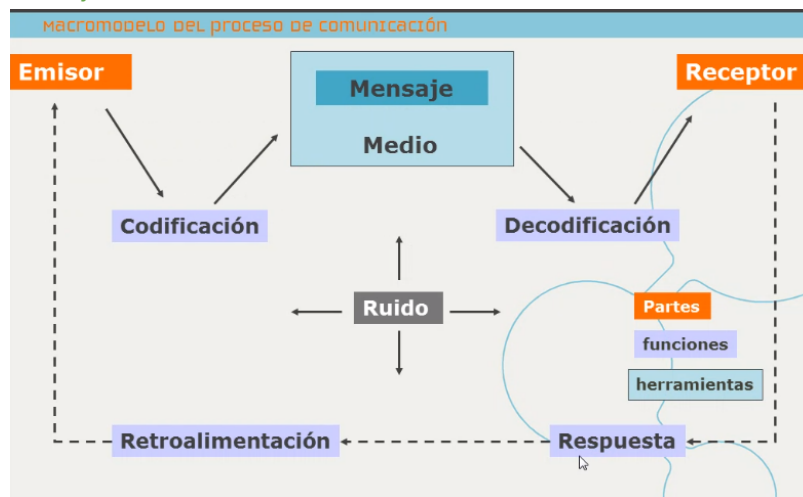 Macromodelo del proceso de comunicación
Emisor
Receptor
Mensaje
Medio
Codificación
Decodificación
Ruido
Partes
funciones
herramientas
Retroalimentación
Respuesta